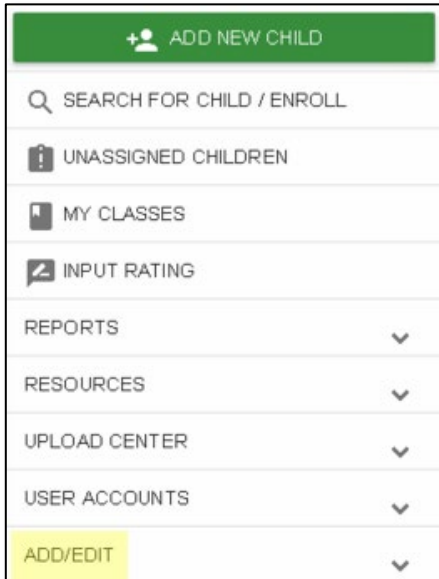 ADD NEW CHILD
SEARCH FOR CHILD / ENROLL
UNASSIGNED CHILDREN
MY CLASSES
INPUT RATING
REPORTS
RESOURCES
UPLOAD CENTER
USER ACCOUNTS
ADD/EDIT